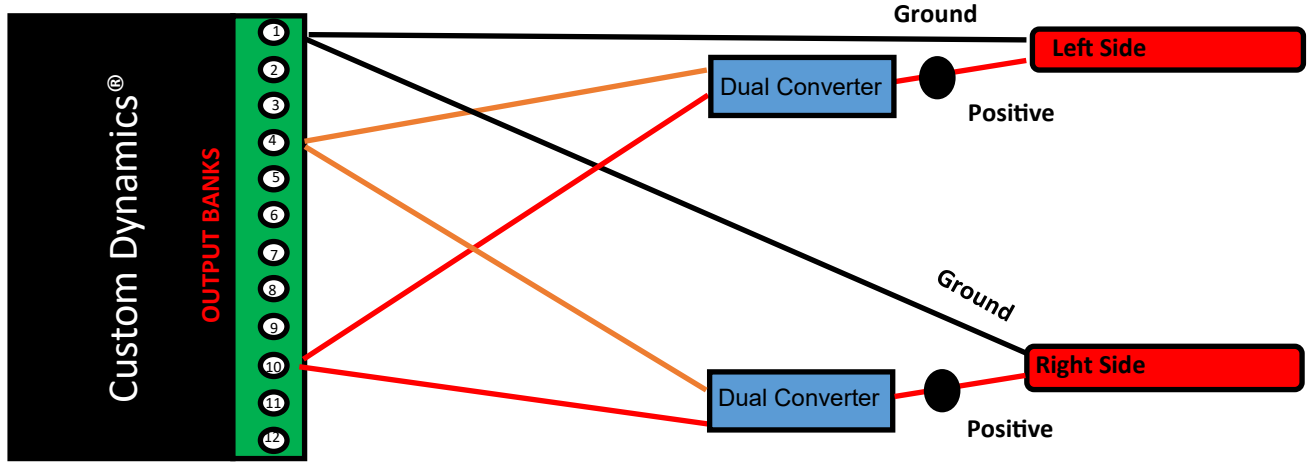 Custom Dynamics®
OUTPUT BANKS
1
2
3
4
5
6
7
8
9
10
11
12
Ground
Left Side
Dual Converter
Positive
Ground
Right Side
Dual Converter
Positive